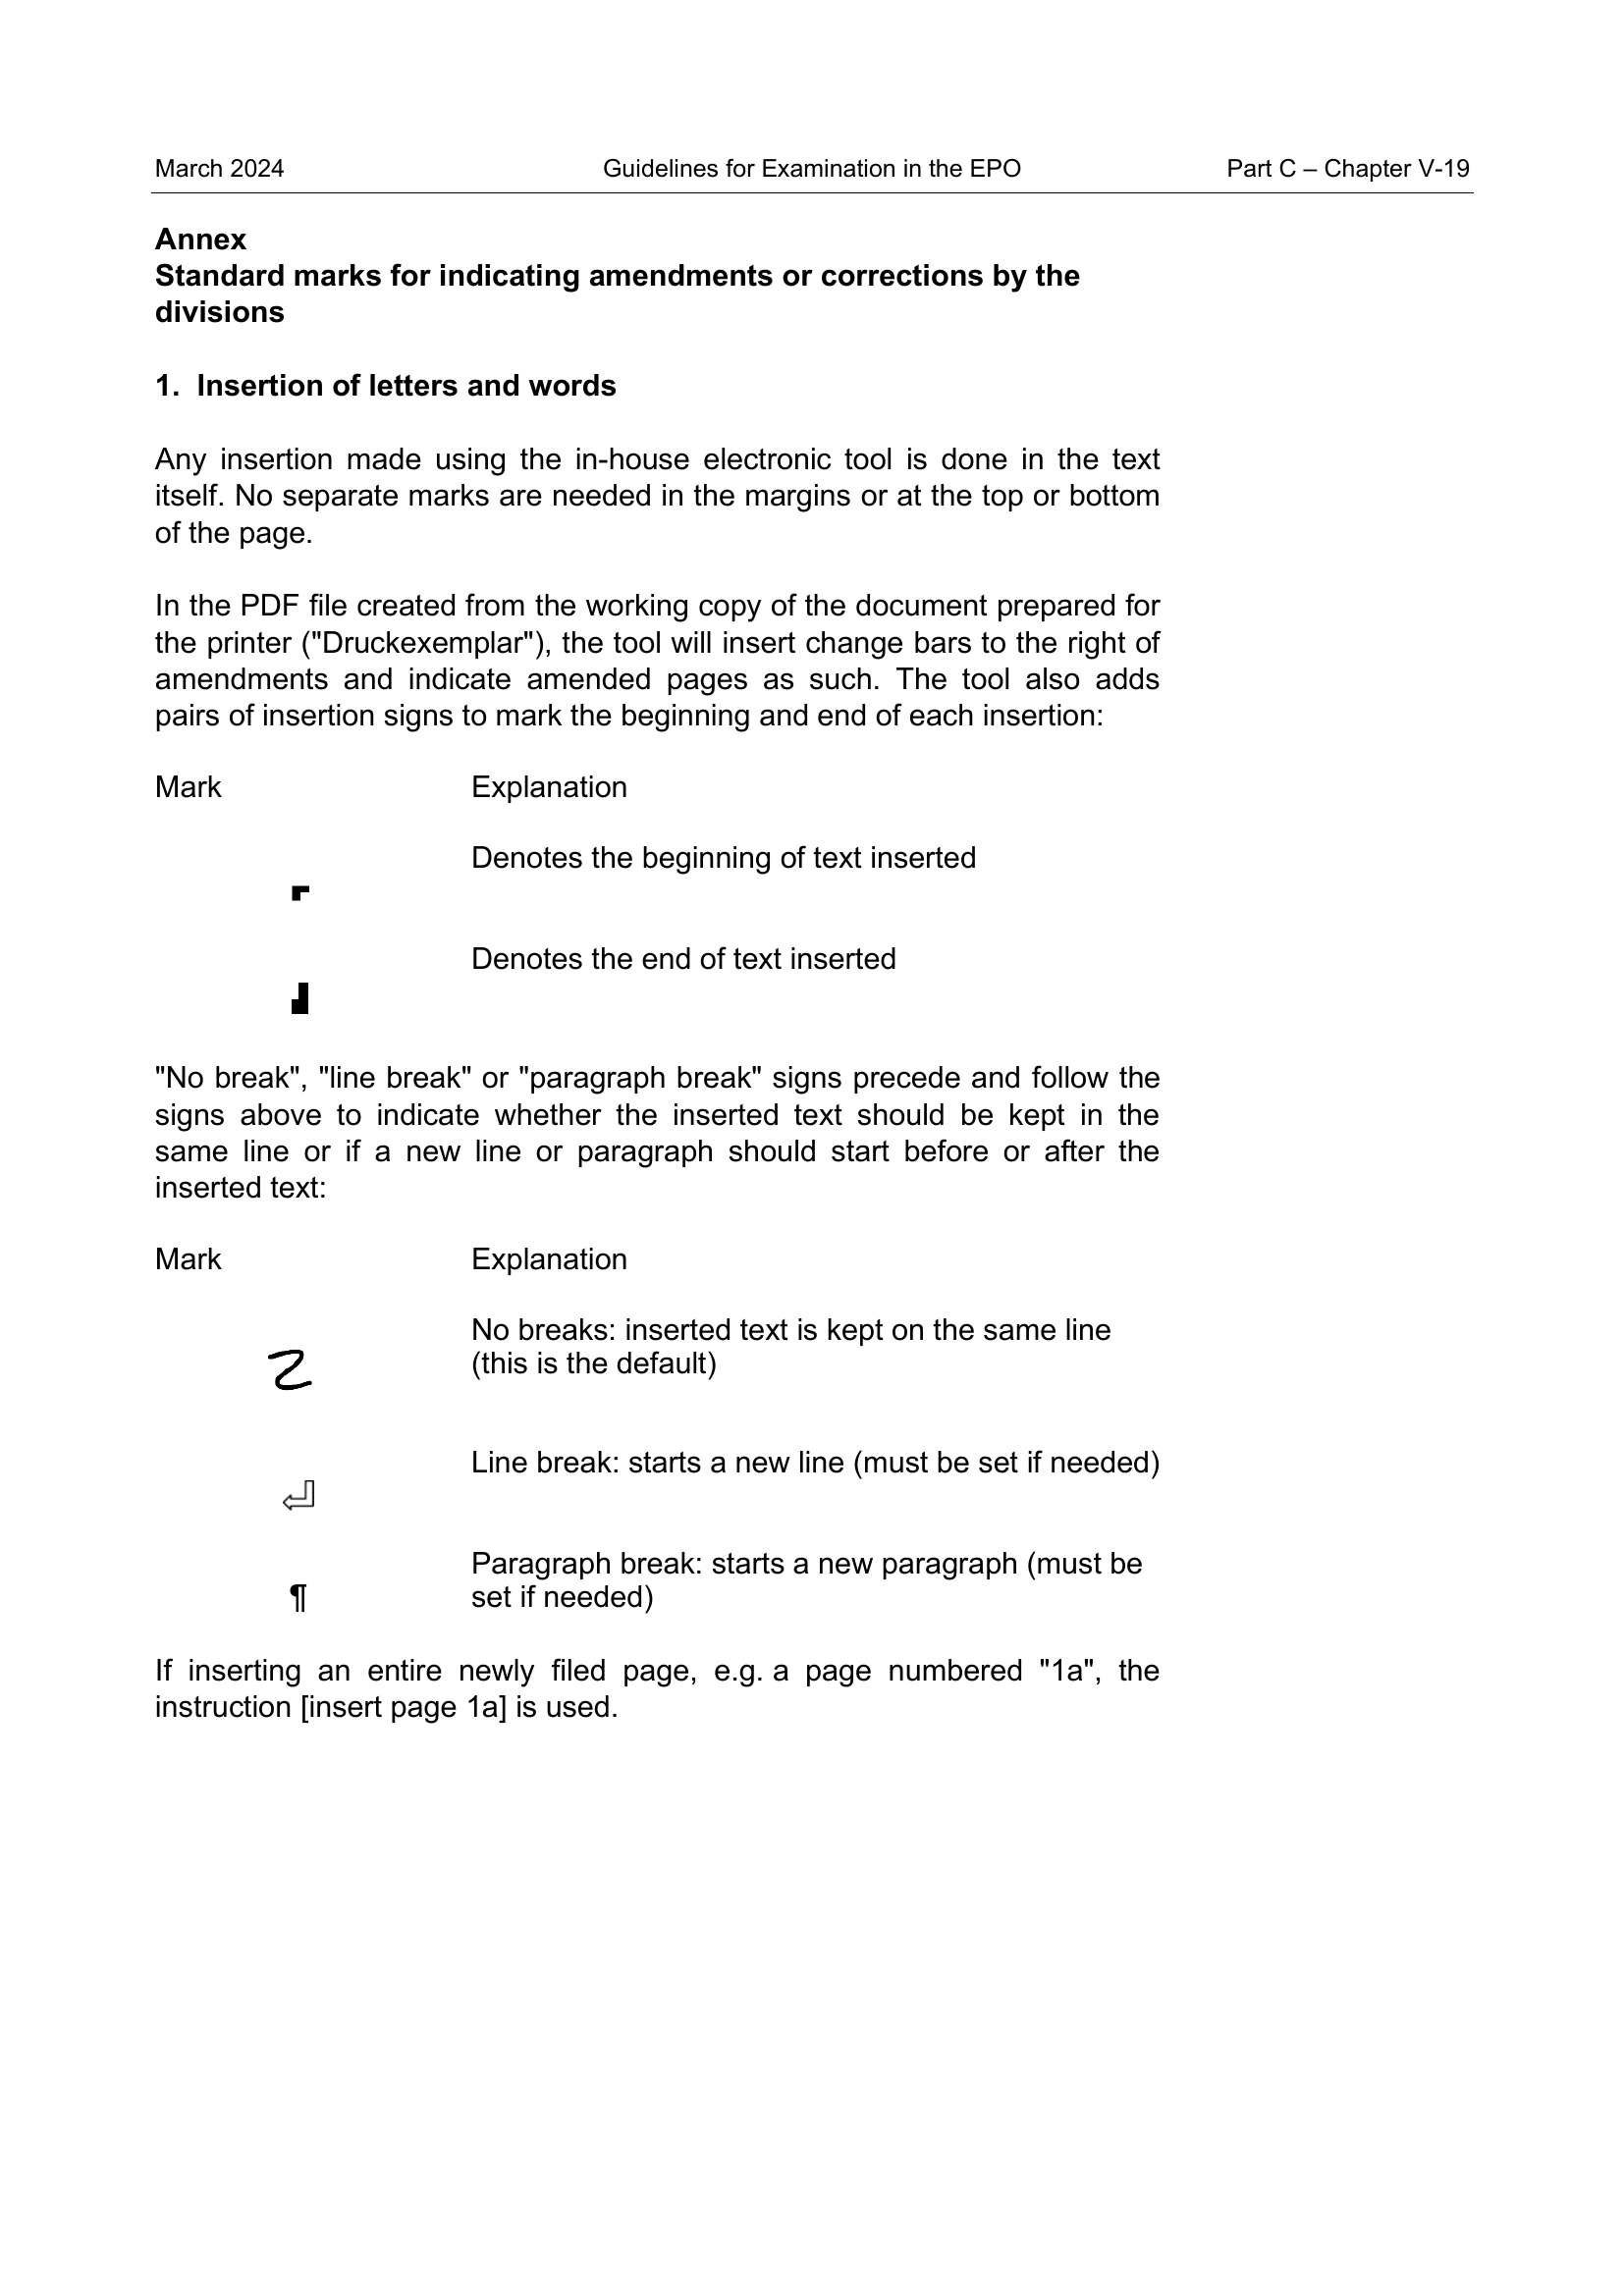 March 2024 Guidelines for Examination in the EPO Part C – Chapter V-19
Annex
Standard marks for indicating amendments or corrections by the
divisions
1. Insertion of letters and words
Any insertion made using the in-house electronic tool is done in the text
itself. No separate marks are needed in the margins or at the top or bottom
of the page.
In the PDF file created from the working copy of the document prepared for
the printer ("Druckexemplar"), the tool will insert change bars to the right of
amendments and indicate amended pages as such. The tool also adds
pairs of insertion signs to mark the beginning and end of each insertion:
Mark Explanation
Denotes the beginning of text inserted
▛
Denotes the end of text inserted
▟
"No break", "line break" or "paragraph break" signs precede and follow the
signs above to indicate whether the inserted text should be kept in the
same line or if a new line or paragraph should start before or after the
inserted text:
Mark Explanation
No breaks: inserted text is kept on the same line
(this is the default)
Line break: starts a new line (must be set if needed)
⏎
Paragraph break: starts a new paragraph (must be
¶ set if needed)
If inserting an entire newly filed page, e.g. a page numbered "1a", the
instruction [insert page 1a] is used.